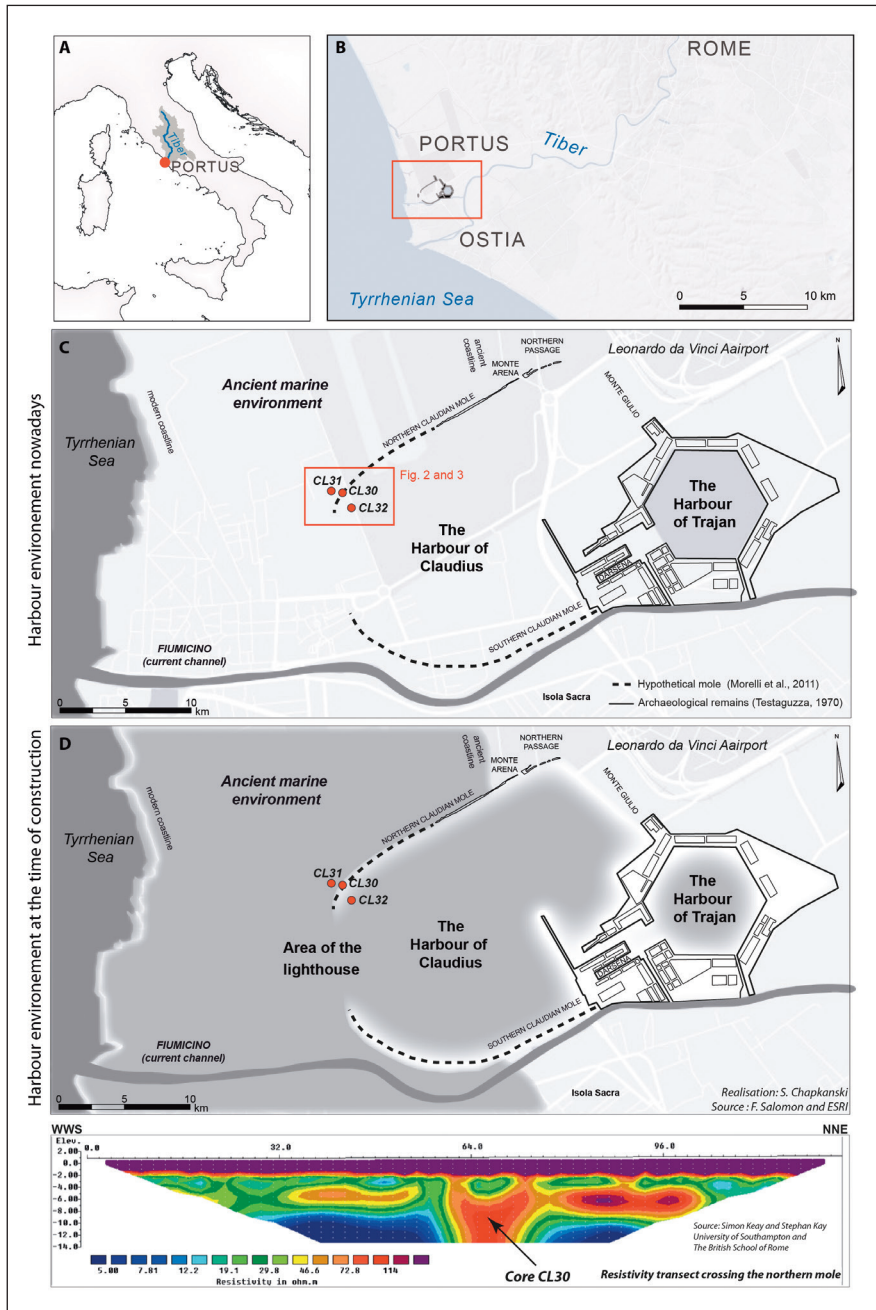 A
Tiber
PORTUS
B
ROME
PORTUS
Tiber
OSTIA
Tyrrhenian Sea
0 5 10 km
Harbour environement nowadays
C
NORTHERN
PASSAGE
ancient
coastline
MONTE
ARENA
Leonardo da Vinci Aairport
N
modern coastline
Ancient marine
environment
NORTHERN CLAUDIAN MOLE
MONTE GIULIO
Tyrrhenian
Sea
Fig. 2 and 3
CL31
CL30
CL32
The
Harbour of
Claudius
The
Harbour
of Trajan
DARSENA
SOUTHERN CLAUDIAN MOLE
FIUMICINO
(current channel)
Isola Sacra
Hypothetical mole (Morelli et al., 2011)
Archaeological remains (Testaguzza, 1970)
0 5 10
km
Harbour environement at the time of construction
D
NORTHERN
PASSAGE
ancient
coastline
MONTE
ARENA
Leonardo da Vinci Aairport
N
modern coastline
Ancient marine
environment
NORTHERN CLAUDIAN MOLE
MONTE GIULIO
Tyrrhenian
Sea
CL31
CL30
CL32
Area of the
lighthouse
The
Harbour of
Claudius
The
Harbour
of Trajan
DARSENA
SOUTHERN CLAUDIAN MOLE
FIUMICINO
(current channel)
Isola Sacra
Realisation: S. Chapkanski
Source : F. Salomon and ESRI
0 5 10
km
WWS
NNE
Elev.
0.0 32.0 64.0 96.0
2.00
0.0
-2.00
-4.00
-6.00
-8.00
-10.0
-12.0
-14.0
Source: Simon Keay and Stephan Kay
University of Southampton and
The British School of Rome
5.00 7.81 12.2 19.1 29.8 46.6 72.8 114
Resistivity in ohm.m
Core CL30
Resistivity transect crossing the northern mole